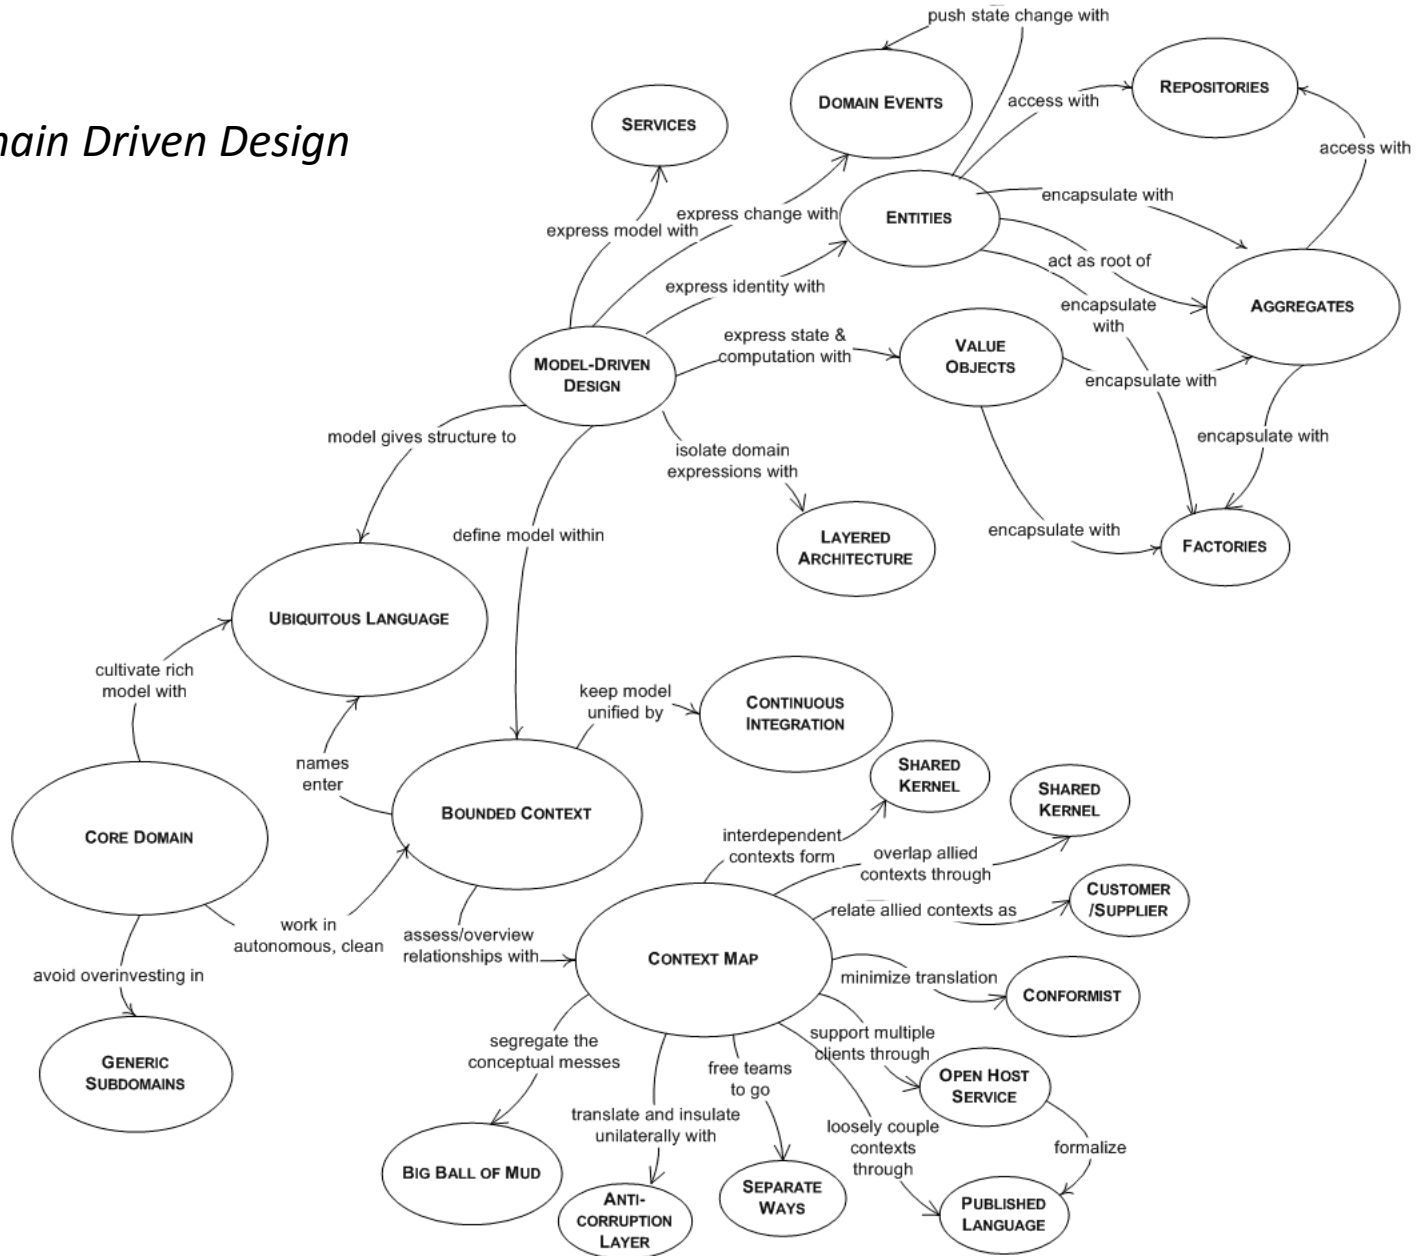 push state change with
DOMAIN EVENTS
REPOSITORIES
access with
SERVICES
main Driven Design
access with
encapsulate with
express change with
ENTITIES
express model with
act as root of
express identity with
encapsulate
with
AGGREGATES
express state &
computation with
VALUE
OBJECTS
MODEL-DRIVEN
DESIGN
encapsulate with
model gives structure to
encapsulate with
isolate domain
expressions with
define model within
encapsulate with
LAYERED
ARCHITECTURE
FACTORIES
UBIQUITOUS LANGUAGE
cultivate rich
model with
keep model
unified by
CONTINUOUS
INTEGRATION
names
enter
SHARED
KERNEL
SHARED
KERNEL
CORE DOMAIN
BOUNDED CONTEXT
interdependent
contexts form
overlap allied
contexts through
CUSTOMER
/SUPPLIER
relate allied contexts as
work in
autonomous, clean
assess/overview
relationships with
CONTEXT MAP
avoid overinvesting in
minimize translation
CONFORMIST
segregate the
conceptual messes
support multiple
clients through
GENERIC
SUBDOMAINS
free teams
to go
OPEN HOST
SERVICE
translate and insulate
unilaterally with
loosely couple
contexts
through
formalize
BIG BALL OF MUD
SEPARATE
WAYS
ANTI-
CORRUPTION
LAYER
PUBLISHED
LANGUAGE